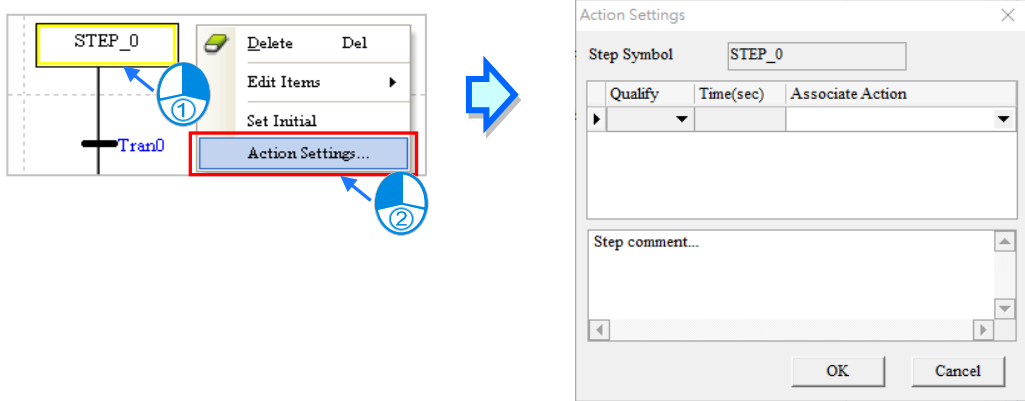 STEP_0
Delete Del
Edit Items
Set Initial
Action Settings...
Tran0
1
2
Action Settings
Step Symbol STEP_0
Qualify Time(sec) Associate Action
Step comment...
OK Cancel